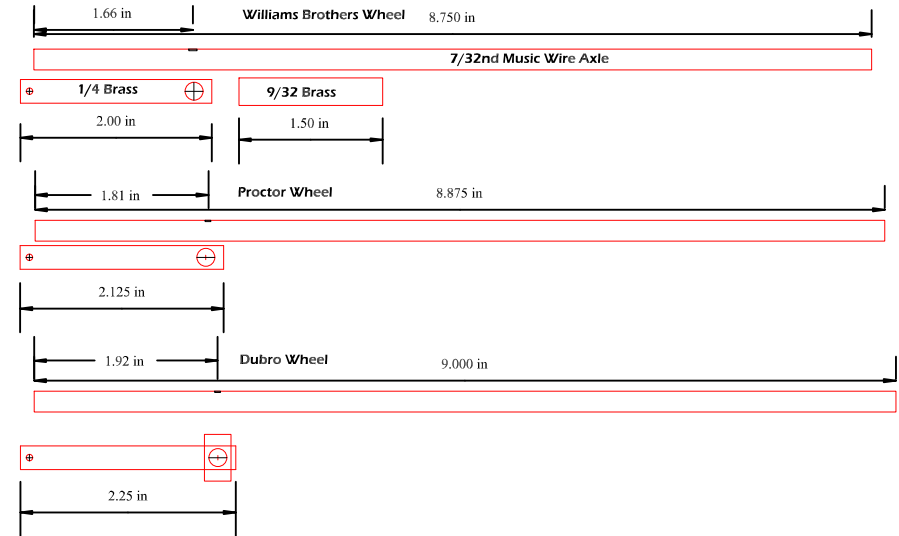 1.66 in
Williams Brothers Wheel
8.750 in
7/32nd Music Wire Axle
1/4 Brass
9/32 Brass
2.00 in
1.50 in
1.81 in
Proctor Wheel
8.875 in
2.125 in
1.92 in
Dubro Wheel
9.000 in
2.25 in